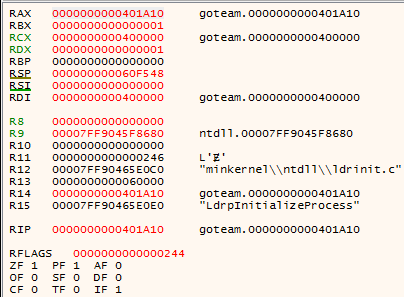 RAX 0000000000401A10 goteam.0000000000401A10
RBX 0000000000000001
RCX 0000000000400000 goteam.0000000000400000
RDX 0000000000000001
RBP 0000000000000000
RSP 000000000060F548
RSI 0000000000000000
RDI 0000000000400000 goteam.0000000000400000
R8 0000000000000000
R9 00007FF9045F8680 ntdll.00007FF9045F8680
R10 0000000000000000
R11 0000000000000246 L'Ɇ'
R12 00007FF90465E0C0 "minkernel\\ntdll\\ldrinit.c"
R13 0000000000060000
R14 0000000000401A10 goteam.0000000000401A10
R15 00007FF90465E0E0 "LdrpInitializeProcess"
RIP 0000000000401A10 goteam.0000000000401A10
RFLAGS 0000000000000244
ZF 1 PF 1 AF 0
OF 0 SF 0 DF 0
CF 0 TF 0 IF 1